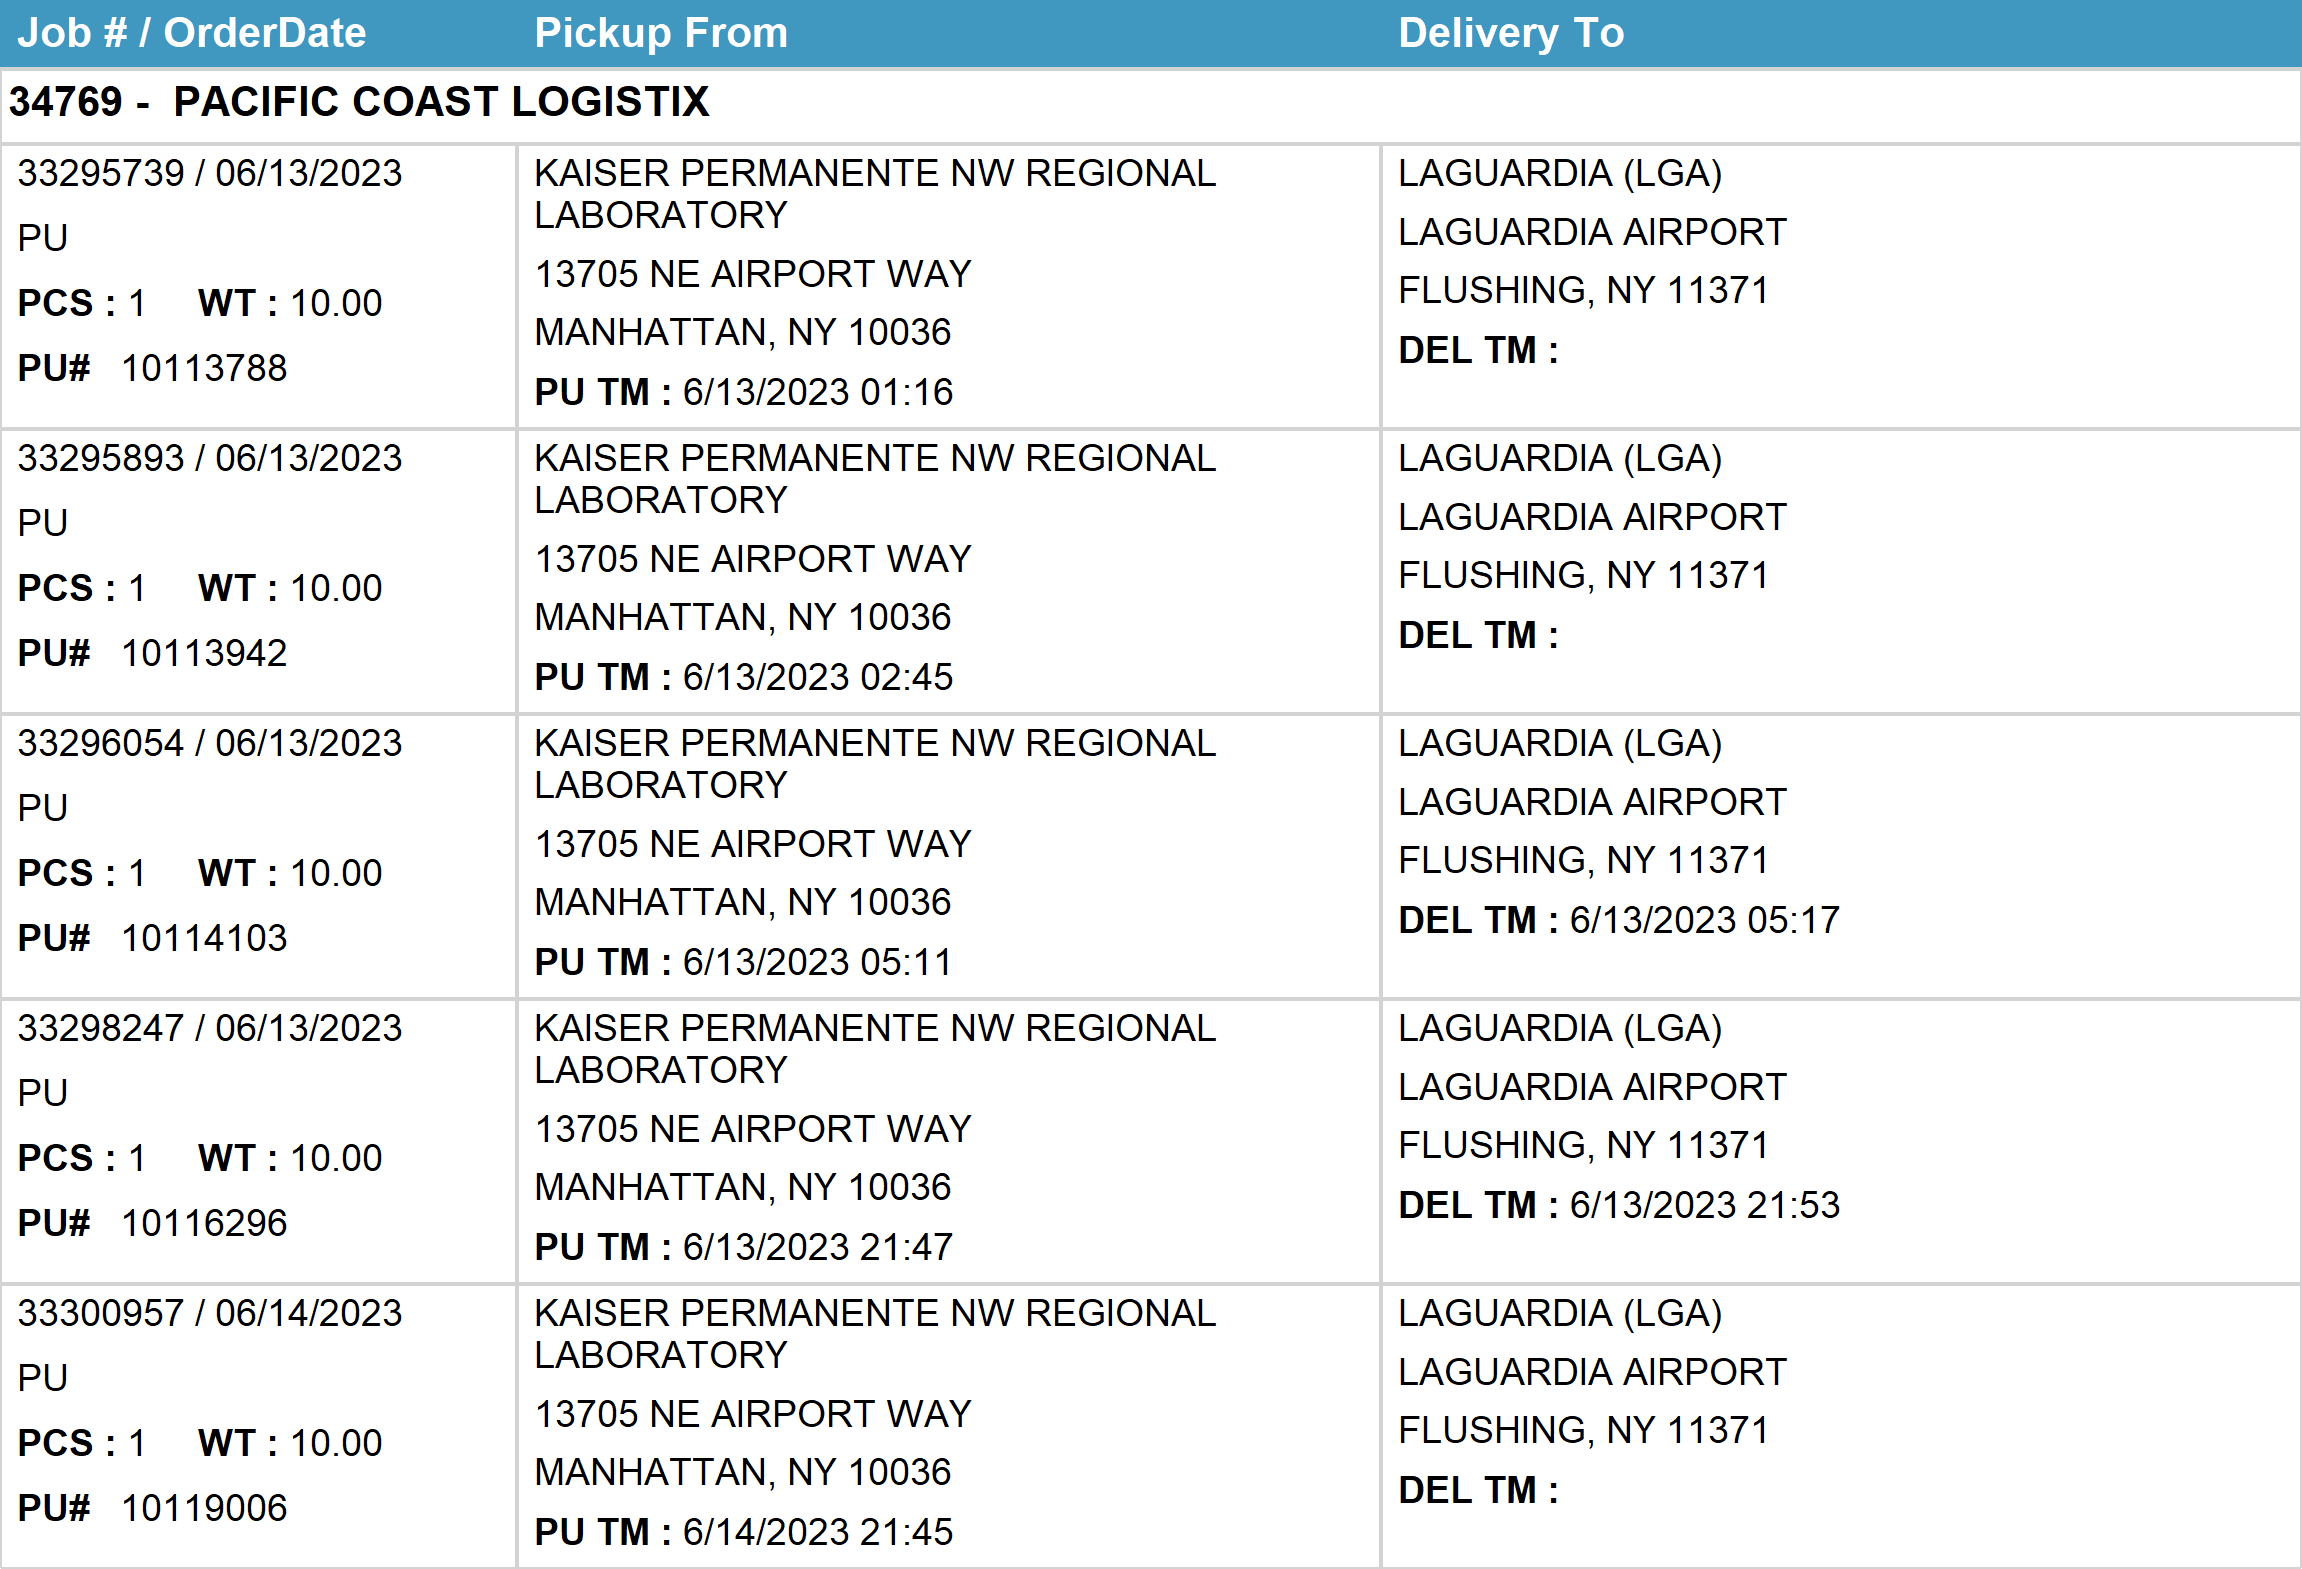 Job # / OrderDate Pickup From Delivery To
34769 - PACIFIC COAST LOGISTIX
33295739 / 06/13/2023
PU
PCS : 1 WT : 10.00
PU# 10113788
KAISER PERMANENTE NW REGIONAL
LABORATORY
13705 NE AIRPORT WAY
MANHATTAN, NY 10036
PU TM : 6/13/2023 01:16
LAGUARDIA (LGA)
LAGUARDIA AIRPORT
FLUSHING, NY 11371
DEL TM :
33295893 / 06/13/2023
PU
PCS : 1 WT : 10.00
PU# 10113942
KAISER PERMANENTE NW REGIONAL
LABORATORY
13705 NE AIRPORT WAY
MANHATTAN, NY 10036
PU TM : 6/13/2023 02:45
LAGUARDIA (LGA)
LAGUARDIA AIRPORT
FLUSHING, NY 11371
DEL TM :
33296054 / 06/13/2023
PU
PCS : 1 WT : 10.00
PU# 10114103
KAISER PERMANENTE NW REGIONAL
LABORATORY
13705 NE AIRPORT WAY
MANHATTAN, NY 10036
PU TM : 6/13/2023 05:11
LAGUARDIA (LGA)
LAGUARDIA AIRPORT
FLUSHING, NY 11371
DEL TM : 6/13/2023 05:17
33298247 / 06/13/2023
PU
PCS : 1 WT : 10.00
PU# 10116296
KAISER PERMANENTE NW REGIONAL
LABORATORY
13705 NE AIRPORT WAY
MANHATTAN, NY 10036
PU TM : 6/13/2023 21:47
LAGUARDIA (LGA)
LAGUARDIA AIRPORT
FLUSHING, NY 11371
DEL TM : 6/13/2023 21:53
33300957 / 06/14/2023
PU
PCS : 1 WT : 10.00
PU# 10119006
KAISER PERMANENTE NW REGIONAL
LABORATORY
13705 NE AIRPORT WAY
MANHATTAN, NY 10036
PU TM : 6/14/2023 21:45
LAGUARDIA (LGA)
LAGUARDIA AIRPORT
FLUSHING, NY 11371
DEL TM :